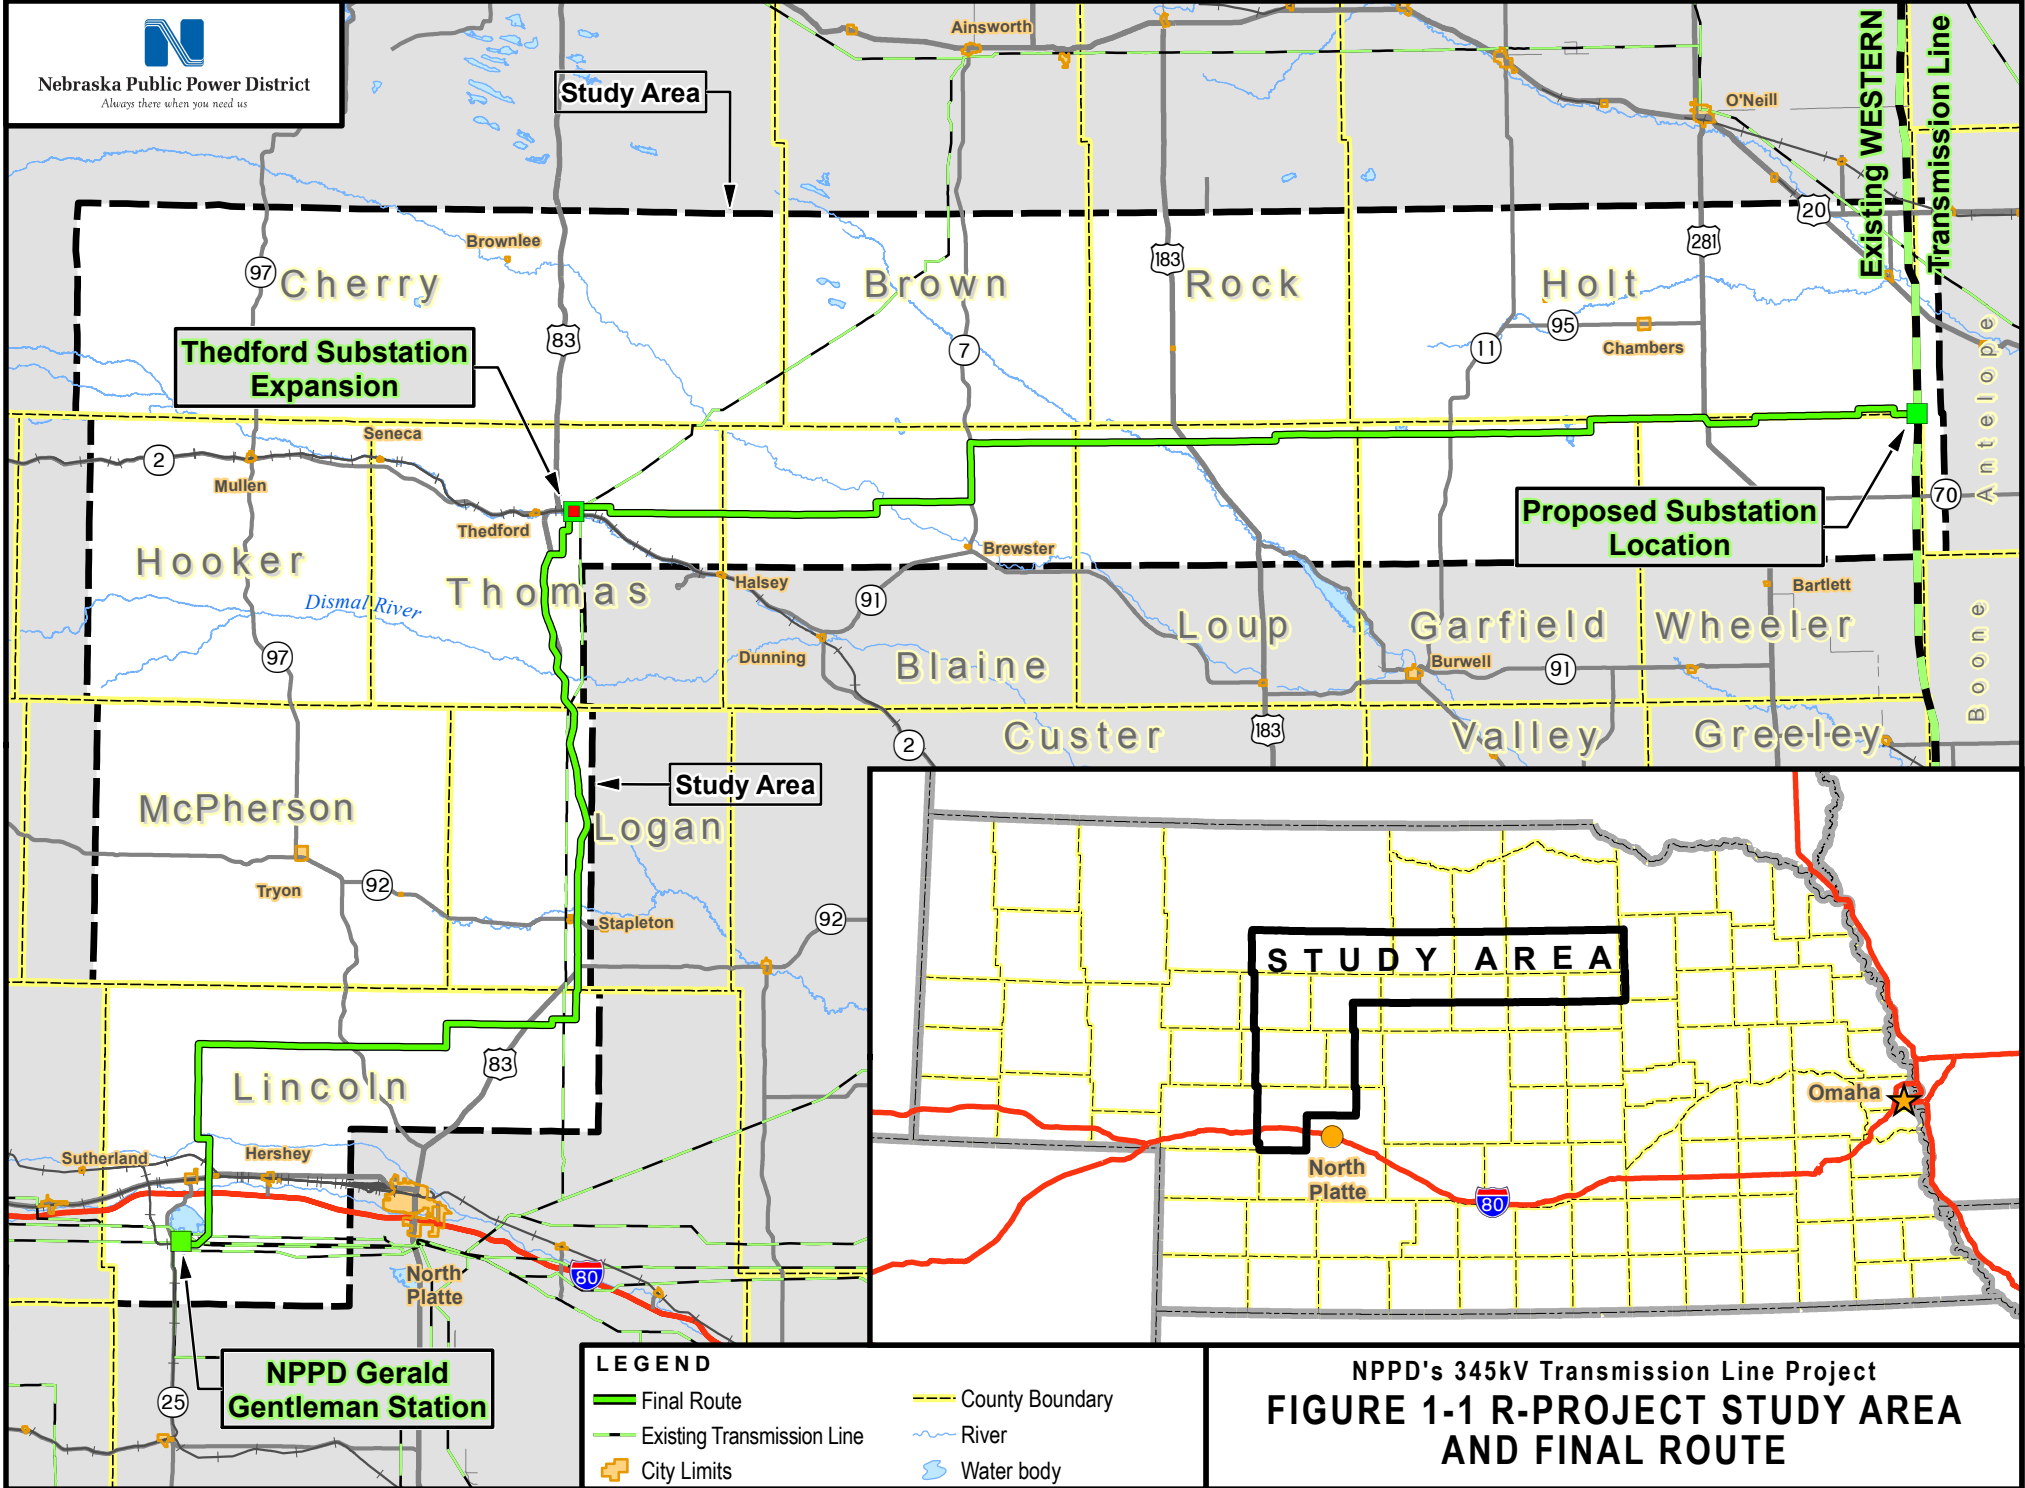 Nebraska Public Power District
Always there when you need us
Ainsworth
Study Area
O'Neill
Existing WESTERN
Transmission Line
20
Brownlee
97
Cherry
83
Brown
183
Rock
281
Holt
7
11
95
Chambers
Antelope
Thedford Substation
Expansion
2
Seneca
Mullen
Thedford
70
Proposed Substation
Location
Hooker
Thomas
Dismal River
Halsey
Brewster
91
Dunning
Blaine
Loup
Garfield
Wheeler
Bartlett
Burwell
91
Boone
97
2
Custer
183
Valley
Greeley
Study Area
McPherson
Logan
Tryon
92
Stapleton
92
83
Lincoln
Sutherland
Hershey
North
Platte
80
NPPD Gerald
Gentleman Station
25
STUDY AREA
Omaha
North
Platte
80
LEGEND
Final Route
Existing Transmission Line
City Limits
County Boundary
River
Water body
NPPD's 345kV Transmission Line Project
FIGURE 1-1 R-PROJECT STUDY AREA
AND FINAL ROUTE